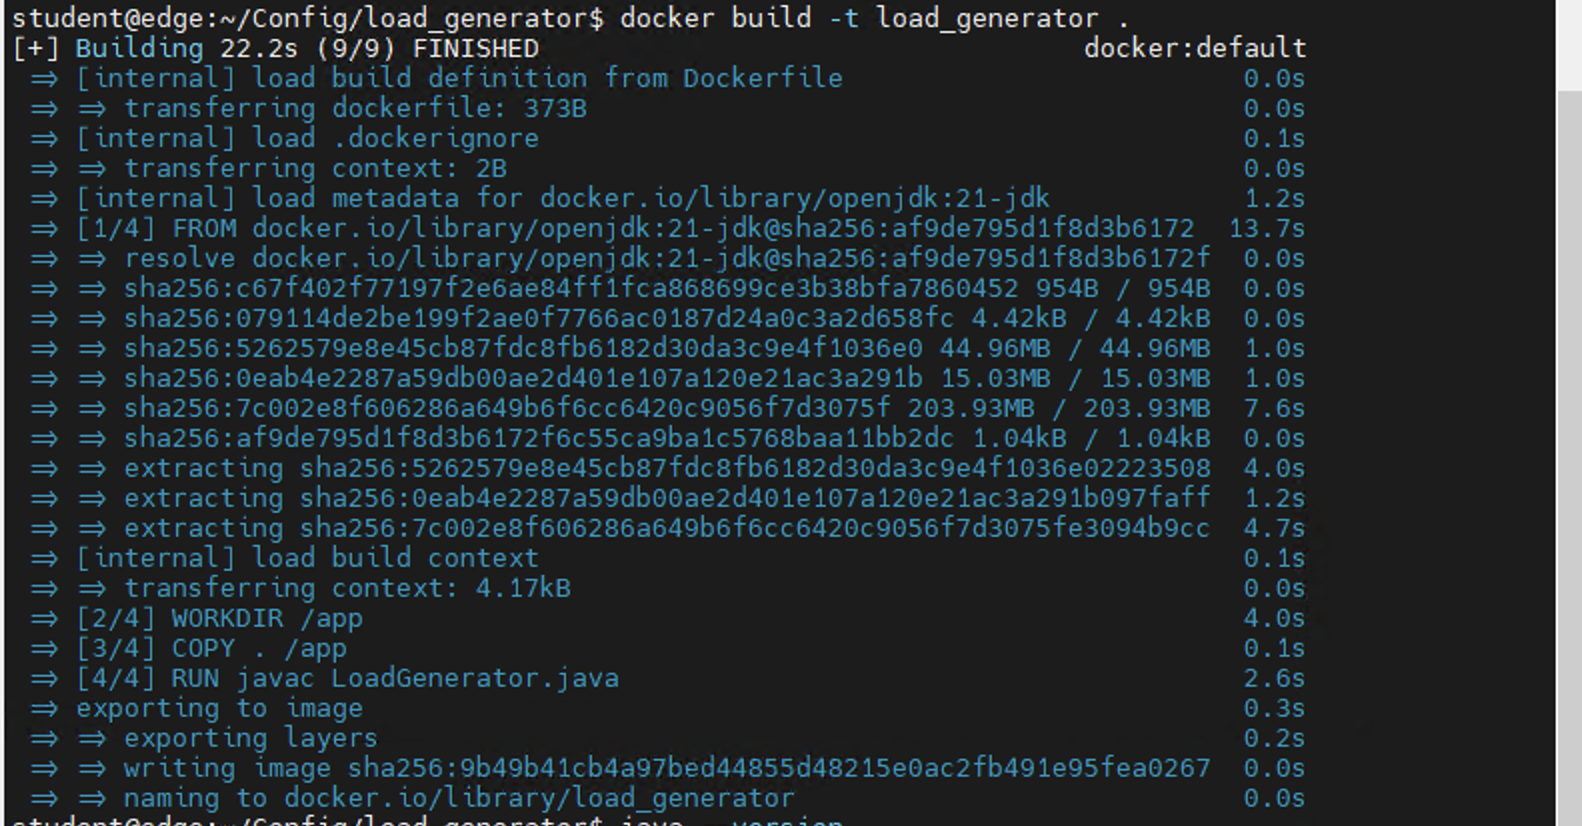 student@edge:~/Config/load_generator$ docker build -t load_generator .
[+] Building 22.2s (9/9) FINISHED docker:default
⇒ [internal] load build definition from Dockerfile 0.0s
⇒ ⇒ transferring dockerfile: 373B 0.0s
⇒ [internal] load .dockerignore 0.1s
⇒ ⇒ transferring context: 2B 0.0s
⇒ [internal] load metadata for docker.io/library/openjdk:21-jdk 1.2s
⇒ [1/4] FROM docker.io/library/openjdk:21-jdk@sha256:af9de795d1f8d3b6172 13.7s
⇒ ⇒ resolve docker.io/library/openjdk:21-jdk@sha256:af9de795d1f8d3b6172f 0.0s
⇒ ⇒ sha256:c67f402f77197f2e6ae84ff1fca868699ce3b38bfa7860452 954B / 954B 0.0s
⇒ ⇒ sha256:079114de2be199f2ae0f7766ac0187d24a0c3a2d658fc 4.42kB / 4.42kB 0.0s
⇒ ⇒ sha256:5262579e8e45cb87fdc8fb6182d30da3c9e4f1036e0 44.96MB / 44.96MB 1.0s
⇒ ⇒ sha256:0eab4e2287a59db00ae2d401e107a120e21ac3a291b 15.03MB / 15.03MB 1.0s
⇒ ⇒ sha256:7c002e8f606286a649b6f6cc6420c9056f7d3075f 203.93MB / 203.93MB 7.6s
⇒ ⇒ sha256:af9de795d1f8d3b6172f6c55ca9ba1c5768baa11bb2dc 1.04kB / 1.04kB 0.0s
⇒ ⇒ extracting sha256:5262579e8e45cb87fdc8fb6182d30da3c9e4f1036e02223508 4.0s
⇒ ⇒ extracting sha256:0eab4e2287a59db00ae2d401e107a120e21ac3a291b097faff 1.2s
⇒ ⇒ extracting sha256:7c002e8f606286a649b6f6cc6420c9056f7d3075fe3094b9cc 4.7s
⇒ [internal] load build context 0.1s
⇒ ⇒ transferring context: 4.17kB 0.0s
⇒ [2/4] WORKDIR /app 4.0s
⇒ [3/4] COPY . /app 0.1s
⇒ [4/4] RUN javac LoadGenerator.java 2.6s
⇒ exporting to image 0.3s
⇒ ⇒ exporting layers 0.2s
⇒ ⇒ writing image sha256:9b49b41cb4a97bed44855d48215e0ac2fb491e95fea0267 0.0s
⇒ ⇒ naming to docker.io/library/load_generator 0.0s
student@edge:~/Config/load_generator$ java --version